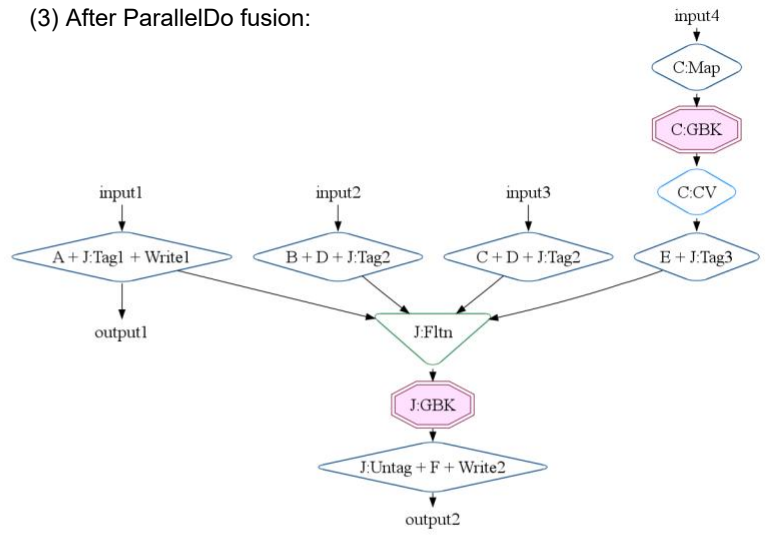 (3) After ParallelDo fusion:
input4
C:Map
C:GBK
C:CV
input1
input2
input3
A + J:Tag1 + Write1
B + D + J:Tag2
C + D + J:Tag2
E + J:Tag3
output1
J:Fltn
J:GBK
J:Untag + F + Write2
output2